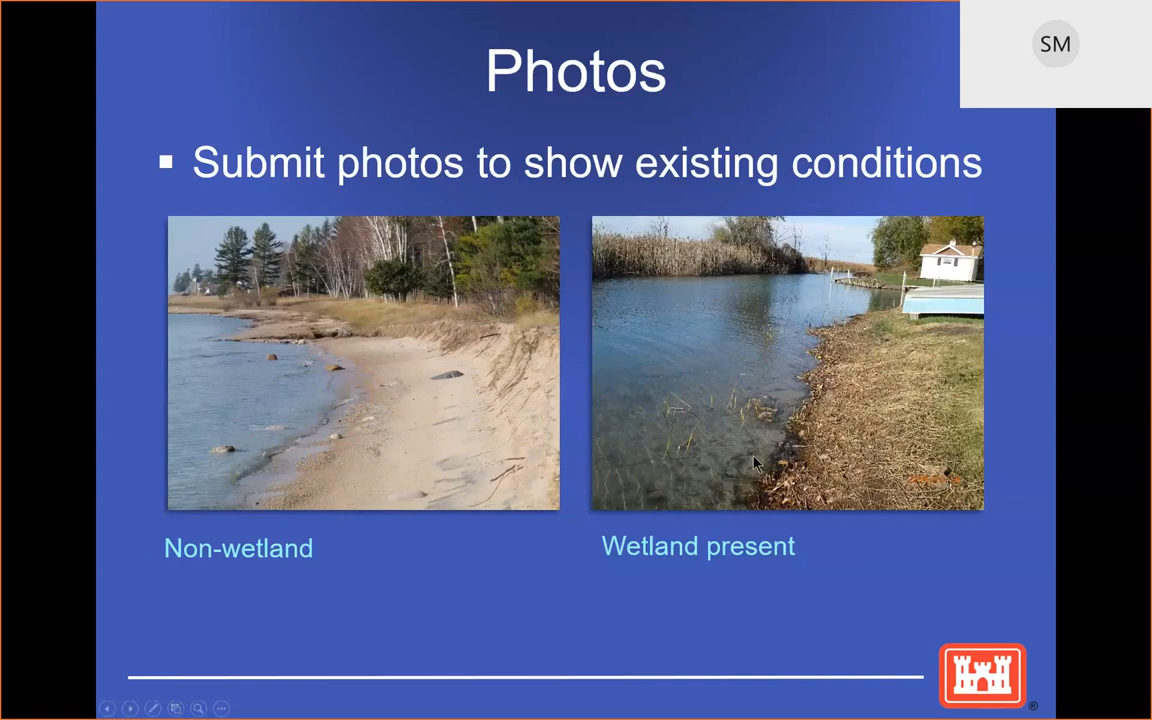 SM
Photos
▪ Submit photos to show existing conditions
Non-wetland
Wetland present
®